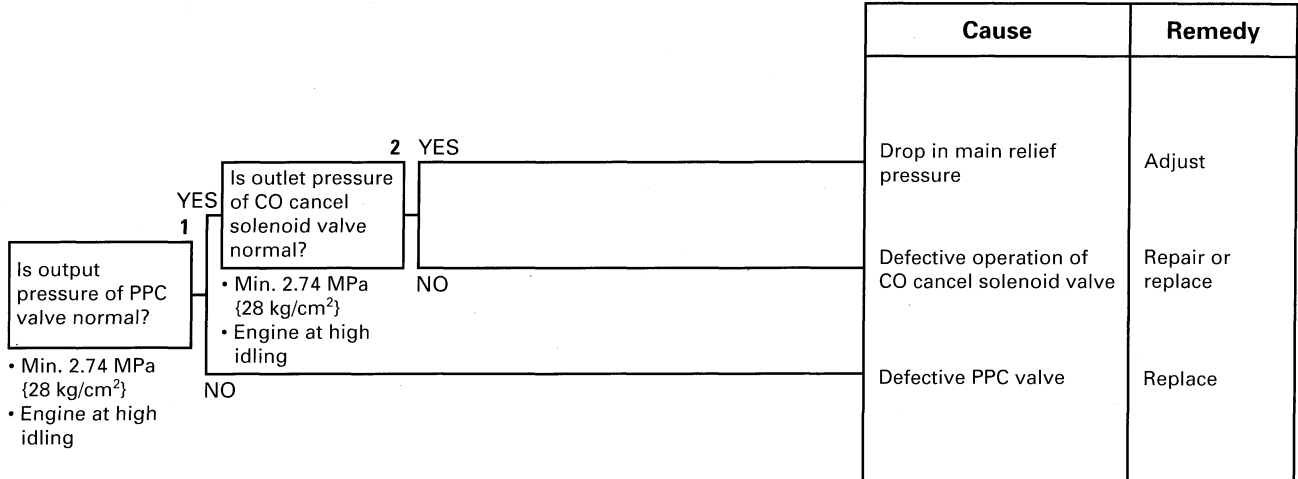 Cause
Remedy
2 YES
Is outlet pressure
of CO cancel
solenoid valve
normal?
Drop in main relief
pressure
Adjust
YES
1
Is output
pressure of PPC
valve normal?
• Min. 2.74 MPa
{28 kg/cm²}
• Engine at high
idling
NO
Defective operation of
CO cancel solenoid valve
Repair or
replace
• Min. 2.74 MPa
{28 kg/cm²}
• Engine at high
idling
NO
Defective PPC valve
Replace